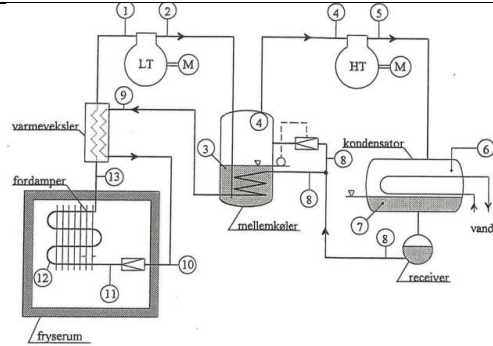 1
2
4
5
LT
M
HT
M
9
4
kondensator
6
varmeveksler
3
8
fordamper
13
8
7
vand
mellemkøler
8
12
11
10
receiver
fryserum